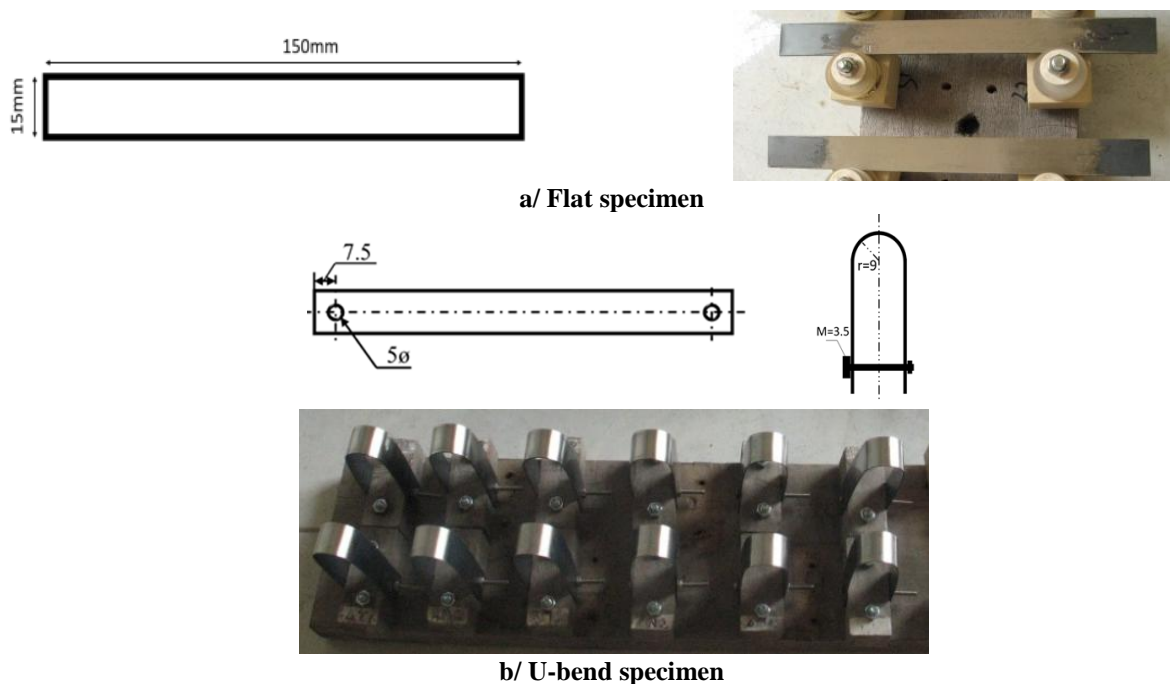 150mm
15mm
a/ Flat specimen
7.5
5ø
r=9
M=3.5
b/ U-bend specimen